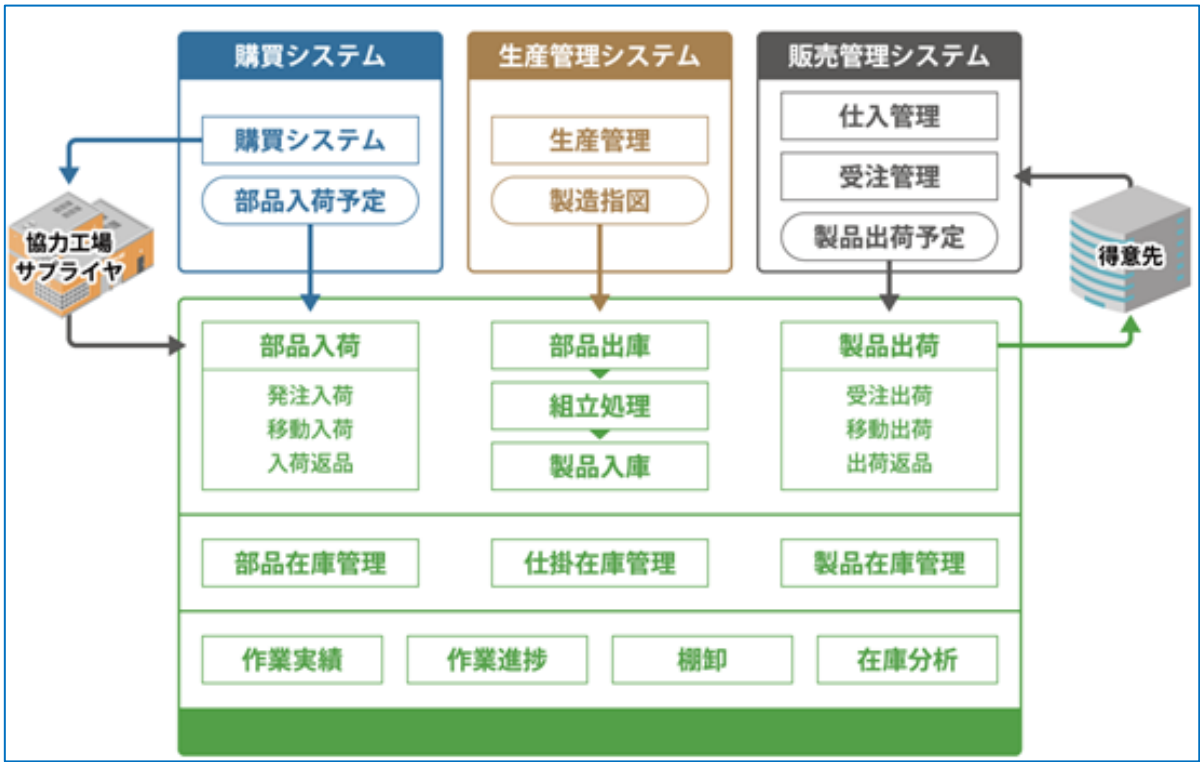 購買システム
購買システム
部品入荷予定
生産管理システム
生産管理
製造指図
販売管理システム
仕入管理
受注管理
製品出荷予定
協力工場
サプライヤ
得意先
部品入荷
発注入荷
移動入荷
入荷返品
部品出庫
組立処理
製品入庫
製品出荷
受注出荷
移動出荷
出荷返品
部品在庫管理
仕掛在庫管理
製品在庫管理
作業実績
作業進捗
棚卸
在庫分析